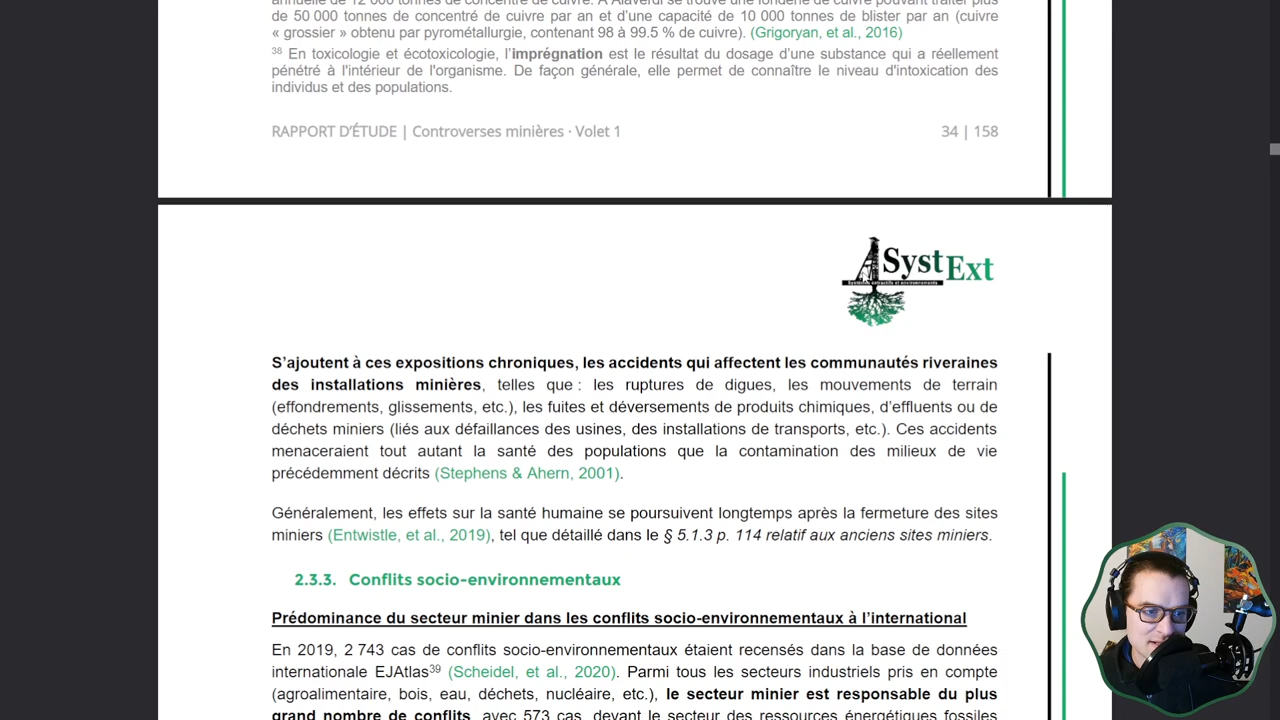 annuelle de 12 000 tonnes de concentré de cuivre. À Alaverdi se trouve une fonderie de cuivre pouvant traiter plus
de 50 000 tonnes de concentré de cuivre par an et d'une capacité de 10 000 tonnes de blister par an (cuivre
« grossier » obtenu par pyrométallurgie, contenant 98 à 99.5 % de cuivre). (Grigoryan, et al., 2016)
38 En toxicologie et écotoxicologie, l'imprégnation est le résultat du dosage d'une substance qui a réellement
pénétré à l'intérieur de l'organisme. De façon générale, elle permet de connaître le niveau d'intoxication des
individus et des populations.
RAPPORT D'ÉTUDE | Controverses minières · Volet 1
34 | 158
SystExt
Systèmes extractifs et environnements
S'ajoutent à ces expositions chroniques, les accidents qui affectent les communautés riveraines
des installations minières, telles que : les ruptures de digues, les mouvements de terrain
(effondrements, glissements, etc.), les fuites et déversements de produits chimiques, d'effluents ou de
déchets miniers (liés aux défaillances des usines, des installations de transports, etc.). Ces accidents
menaceraient tout autant la santé des populations que la contamination des milieux de vie
précédemment décrits (Stephens & Ahern, 2001).
Généralement, les effets sur la santé humaine se poursuivent longtemps après la fermeture des sites
miniers (Entwistle, et al., 2019), tel que détaillé dans le § 5.1.3 p. 114 relatif aux anciens sites miniers.
2.3.3. Conflits socio-environnementaux
Prédominance du secteur minier dans les conflits socio-environnementaux à l'international
En 2019, 2 743 cas de conflits socio-environnementaux étaient recensés dans la base de données
internationale EJAtlas39 (Scheidel, et al., 2020). Parmi tous les secteurs industriels pris en compte
(agroalimentaire, bois, eau, déchets, nucléaire, etc.), le secteur minier est responsable du plus
grand nombre de conflits, avec 573 cas, devant le secteur des ressources énergétiques fossiles